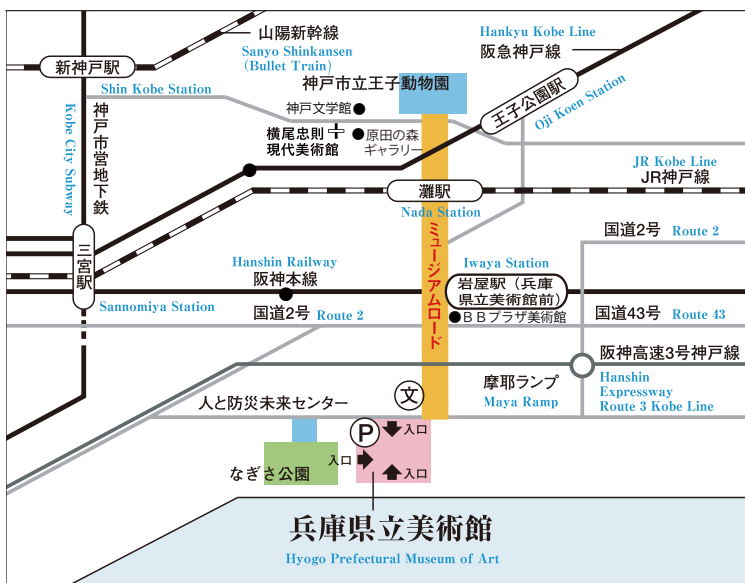 山陽新幹線
Sanyo Shinkansen
(Bullet Train)
Hankyu Kobe Line
阪急神戸線
新神戸駅
Shin Kobe Station
神戸市立王子動物園
神戸文学館
王子公園駅
Oji Koen Station
横尾忠則
現代美術館
原田の森
ギャラリー
神戸市営地下鉄
Kobe City Subway
JR Kobe Line
JR神戸線
灘駅
Nada Station
ミュージアムロード
国道2号 Route 2
三宮駅
Sannomiya Station
Hanshin Railway
阪神本線
Iwaya Station
岩屋駅（兵庫
県立美術館前）
国道2号 Route 2
BBプラザ美術館
国道43号 Route 43
阪神高速3号神戸線
Hanshin
Expressway
Route 3 Kobe Line
摩耶ランプ
Maya Ramp
文
人と防災未来センター
P
入口
入口
入口
なぎさ公園
兵庫県立美術館
Hyogo Prefectural Museum of Art